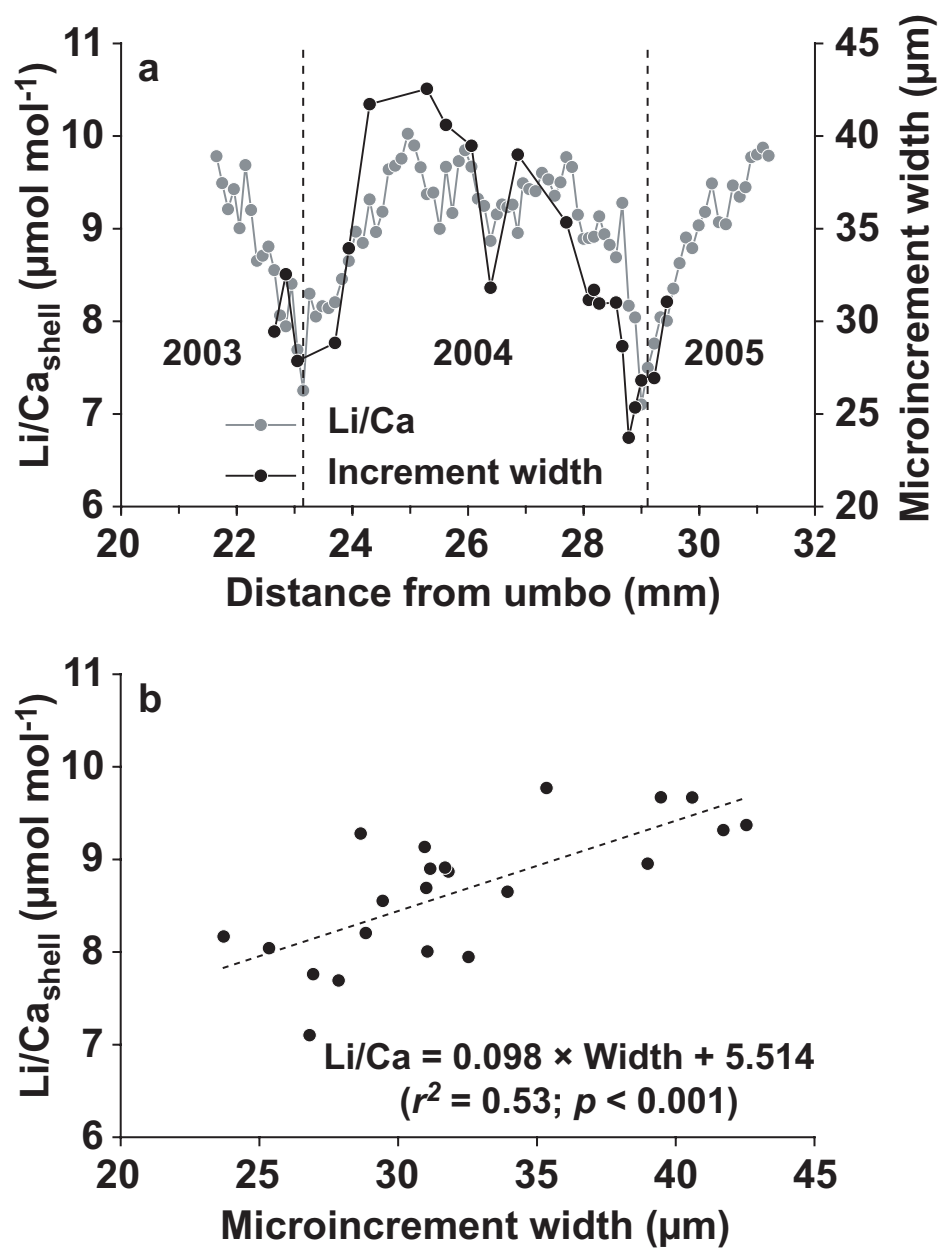 a
11
10
9
8
7
6
Li/Ca_shell (µmol mol⁻¹)
45
40
35
30
25
20
Microincrement width (µm)
2003
2004
2005
Li/Ca
Increment width
20 22 24 26 28 30 32
Distance from umbo (mm)
b
11
10
9
8
7
6
Li/Ca_shell (µmol mol⁻¹)
Li/Ca = 0.098 × Width + 5.514
(r² = 0.53; p < 0.001)
20 25 30 35 40 45
Microincrement width (µm)